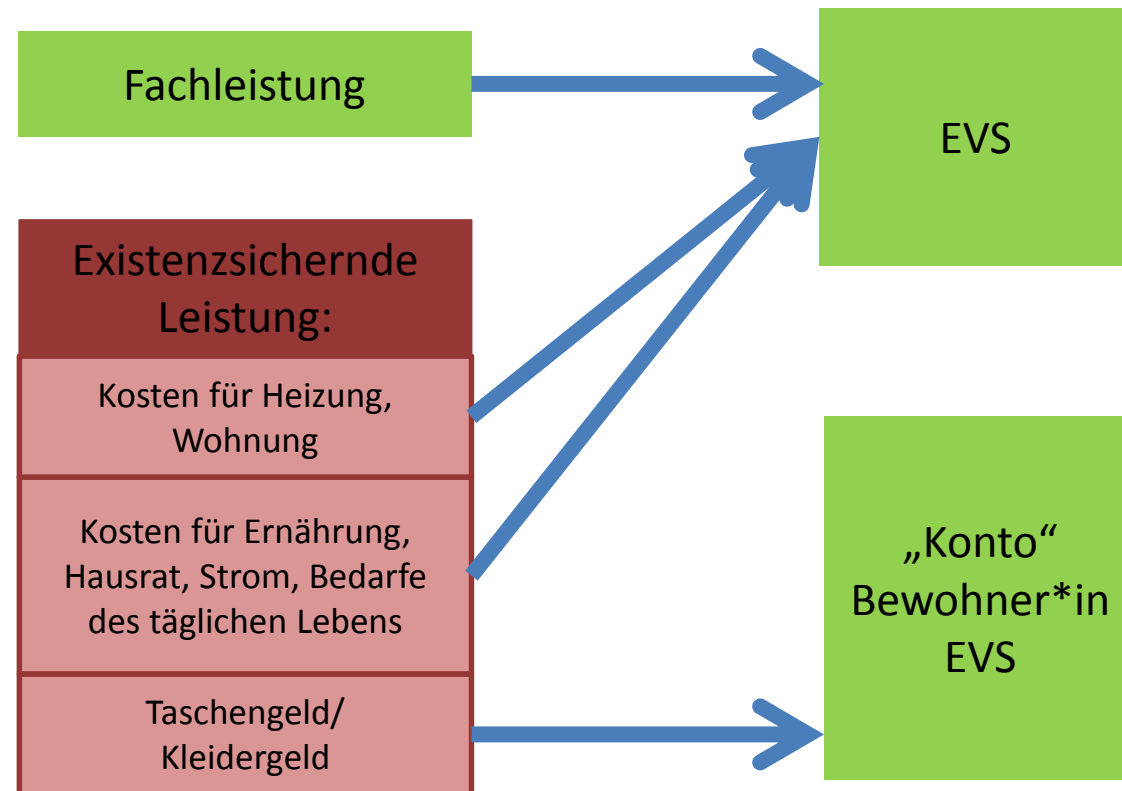 Fachleistung
EVS
Existenzsichernde
Leistung:
Kosten für Heizung,
Wohnung
Kosten für Ernährung,
Hausrat, Strom, Bedarfe
des täglichen Lebens
Taschengeld/
Kleidergeld
„Konto“
Bewohner*in
EVS